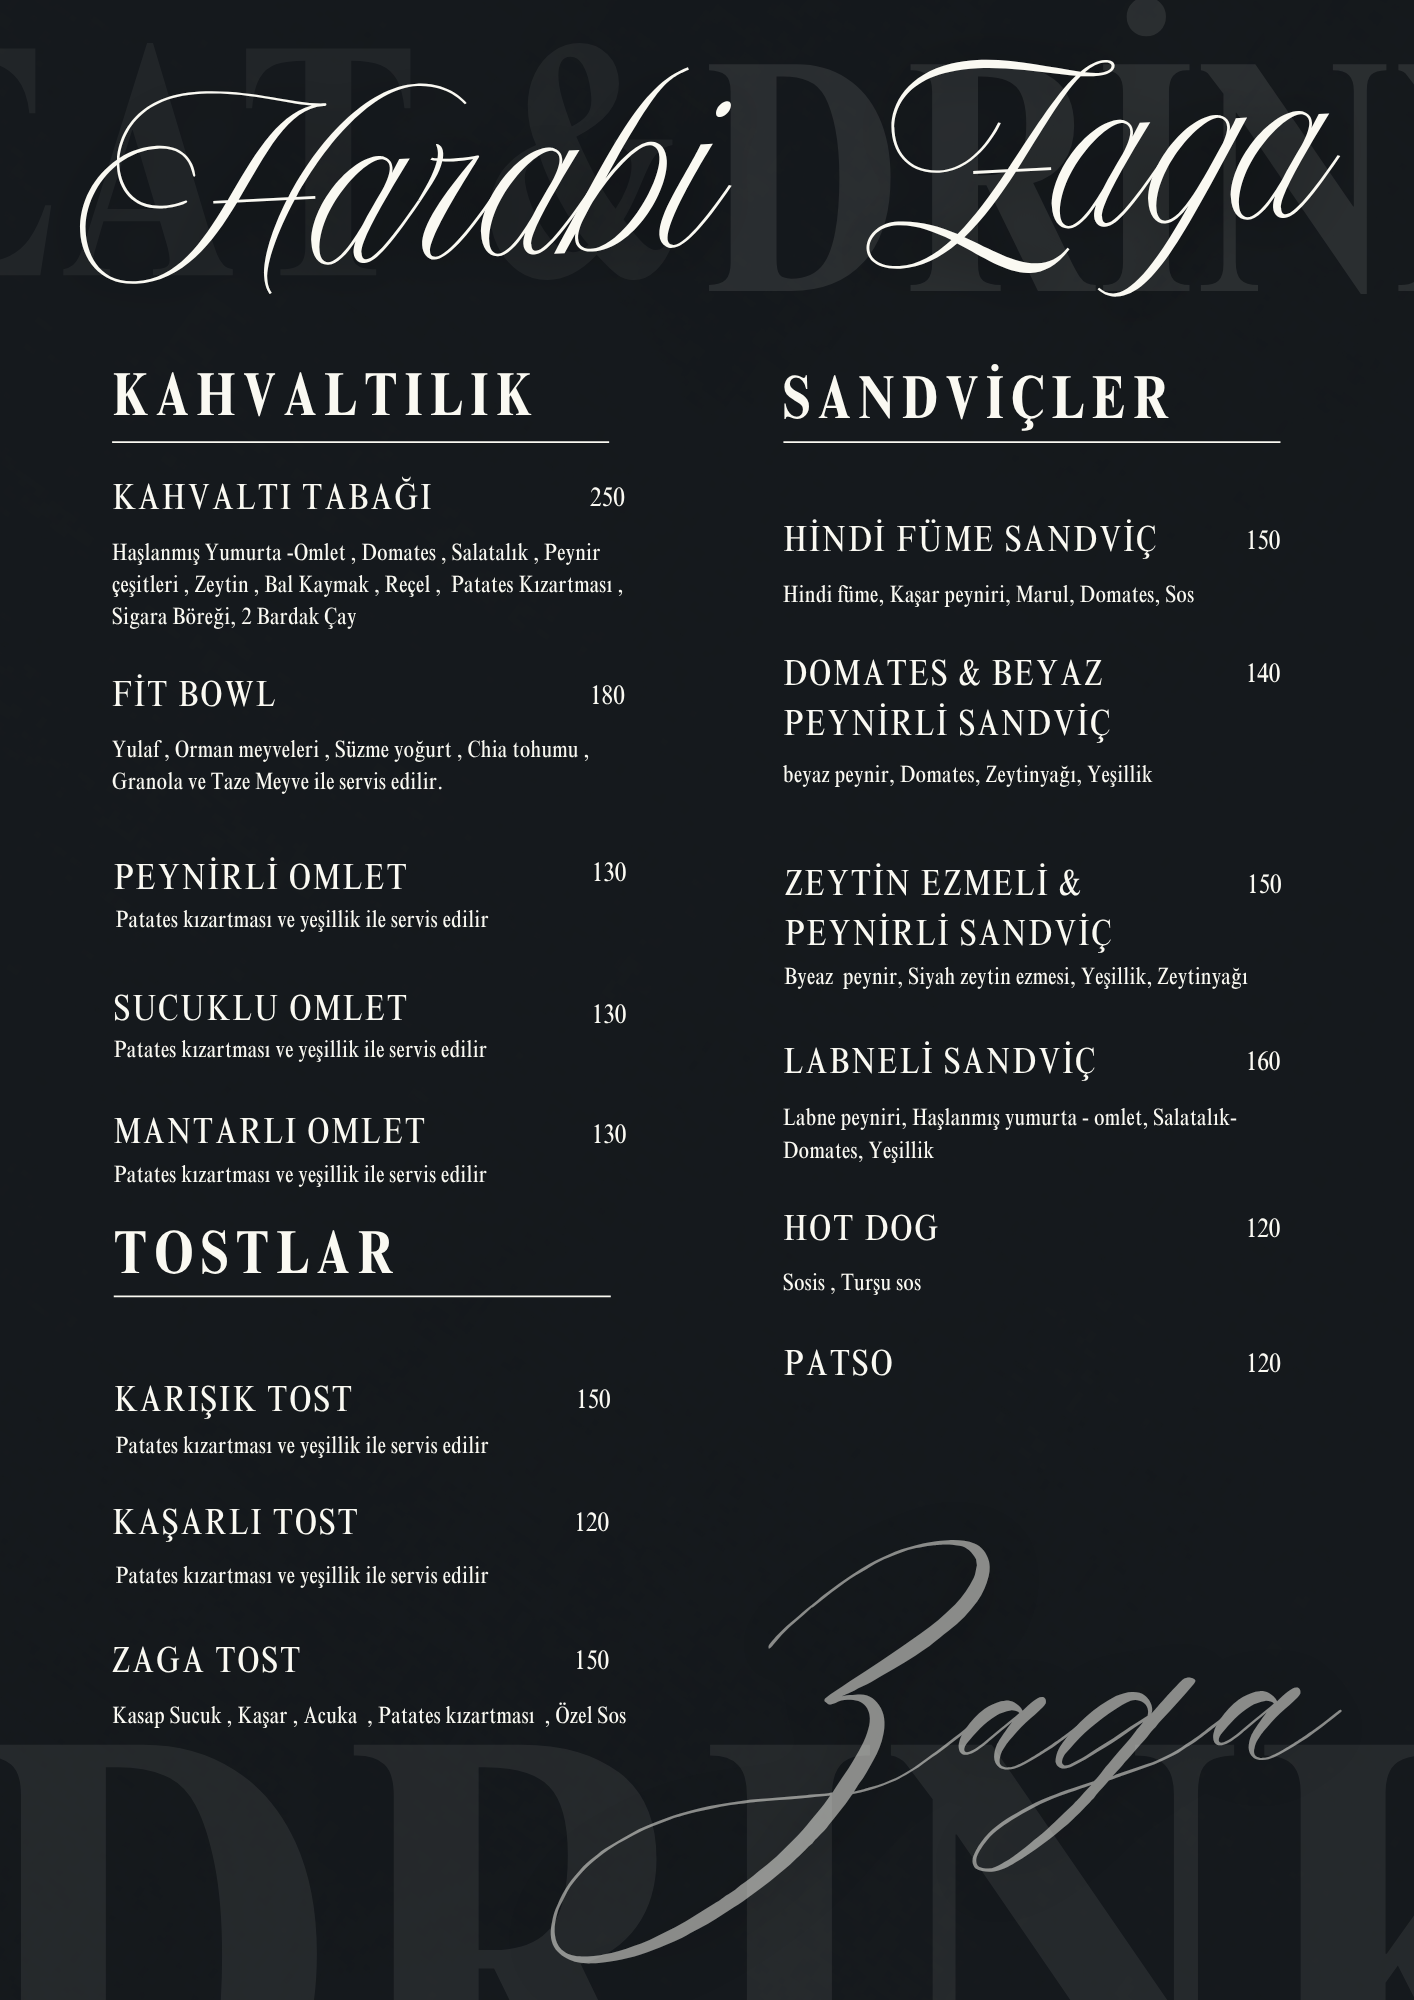 EAT & DRİNK
Harabi Zaga
KAHVALTILIK
KAHVALTI TABAĞI 250
Haşlanmış Yumurta -Omlet , Domates , Salatalık , Peynir
çeşitleri , Zeytin , Bal Kaymak , Reçel , Patates Kızartması ,
Sigara Böreği, 2 Bardak Çay
FİT BOWL 180
Yulaf , Orman meyveleri , Süzme yoğurt , Chia tohumu ,
Granola ve Taze Meyve ile servis edilir.
PEYNİRLİ OMLET 130
Patates kızartması ve yeşillik ile servis edilir
SUCUKLU OMLET 130
Patates kızartması ve yeşillik ile servis edilir
MANTARLI OMLET 130
Patates kızartması ve yeşillik ile servis edilir
TOSTLAR
KARIŞIK TOST 150
Patates kızartması ve yeşillik ile servis edilir
KAŞARLI TOST 120
Patates kızartması ve yeşillik ile servis edilir
ZAGA TOST 150
Kasap Sucuk , Kaşar , Acuka , Patates kızartması , Özel Sos
SANDVİÇLER
HİNDİ FÜME SANDVİÇ 150
Hindi füme, Kaşar peyniri, Marul, Domates, Sos
DOMATES & BEYAZ 140
PEYNİRLİ SANDVİÇ
beyaz peynir, Domates, Zeytinyağı, Yeşillik
ZEYTİN EZMELİ & 150
PEYNİRLİ SANDVİÇ
Byeaz peynir, Siyah zeytin ezmesi, Yeşillik, Zeytinyağı
LABNELİ SANDVİÇ 160
Labne peyniri, Haşlanmış yumurta - omlet, Salatalık-
Domates, Yeşillik
HOT DOG 120
Sosis , Turşu sos
PATSO 120
Zaga
DRINK